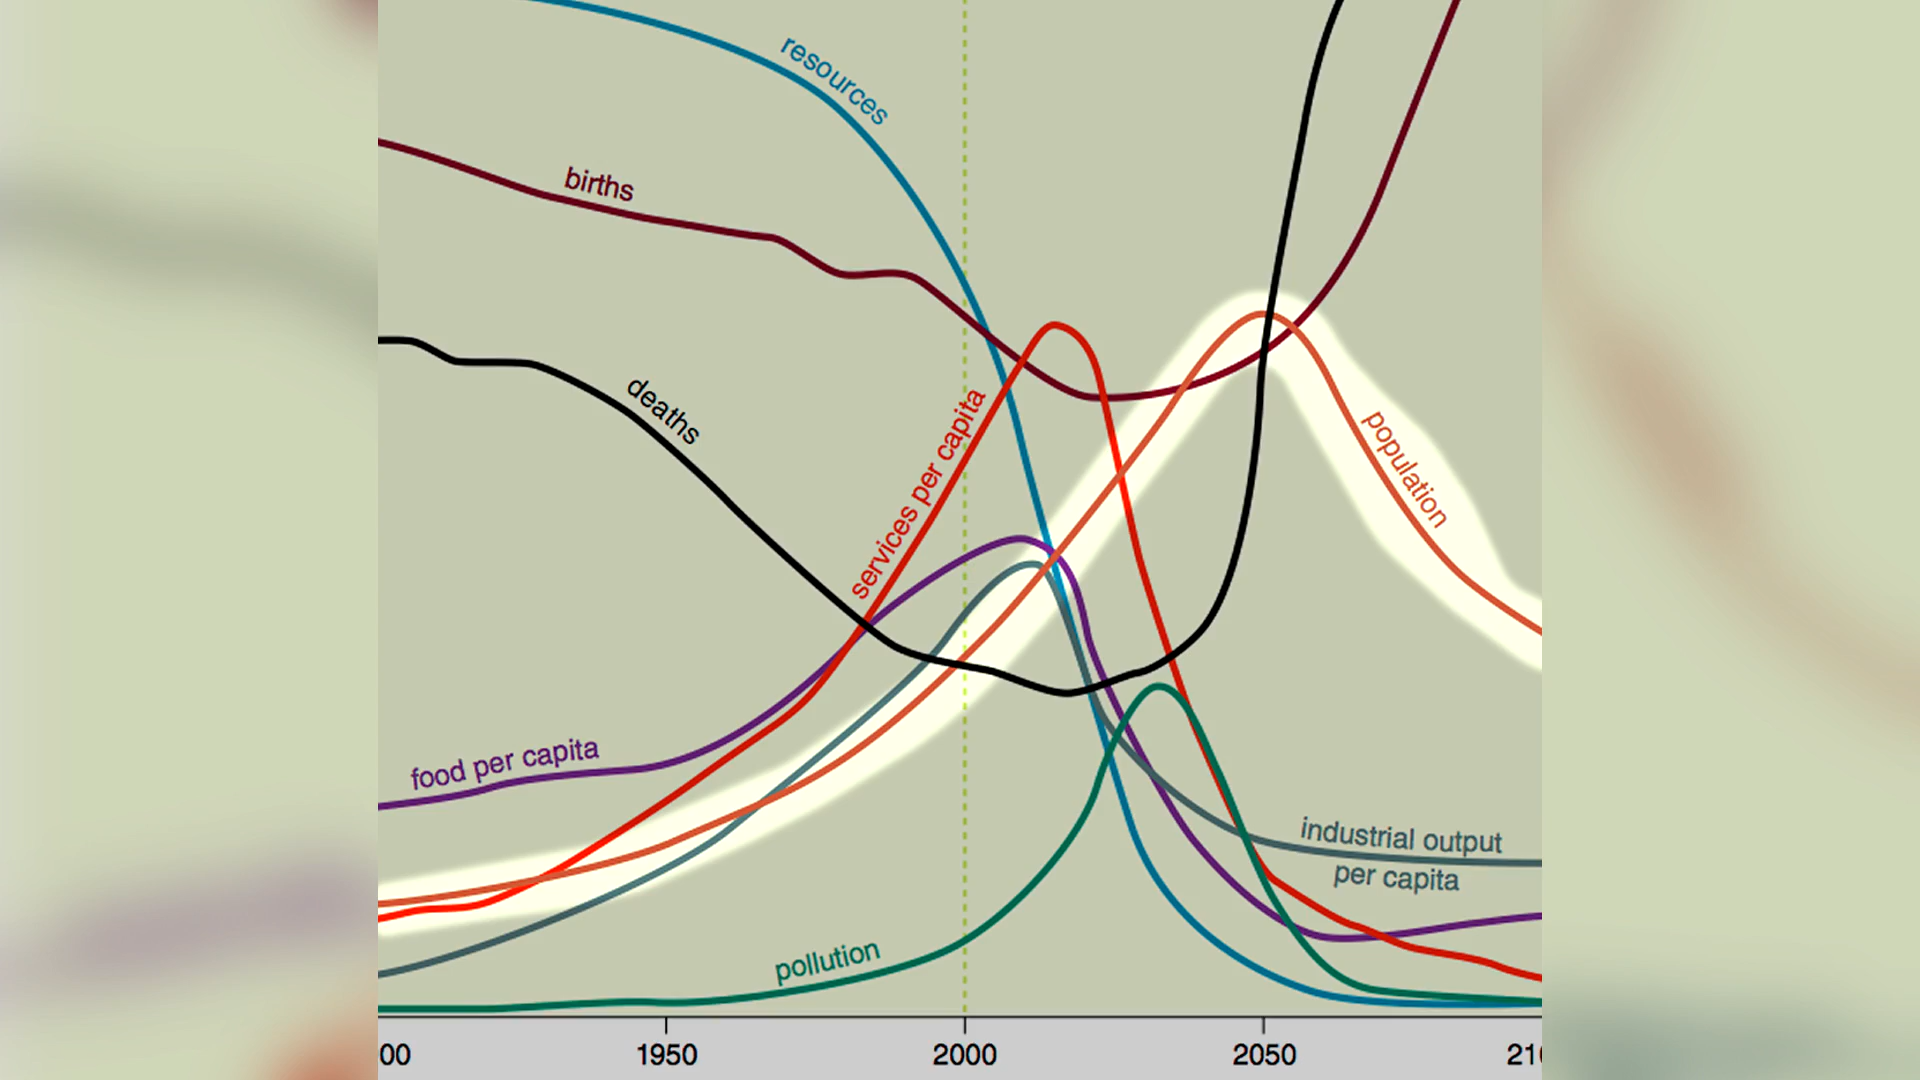 resources
births
deaths
services per capita
population
food per capita
industrial output
per capita
pollution
00 1950 2000 2050 210